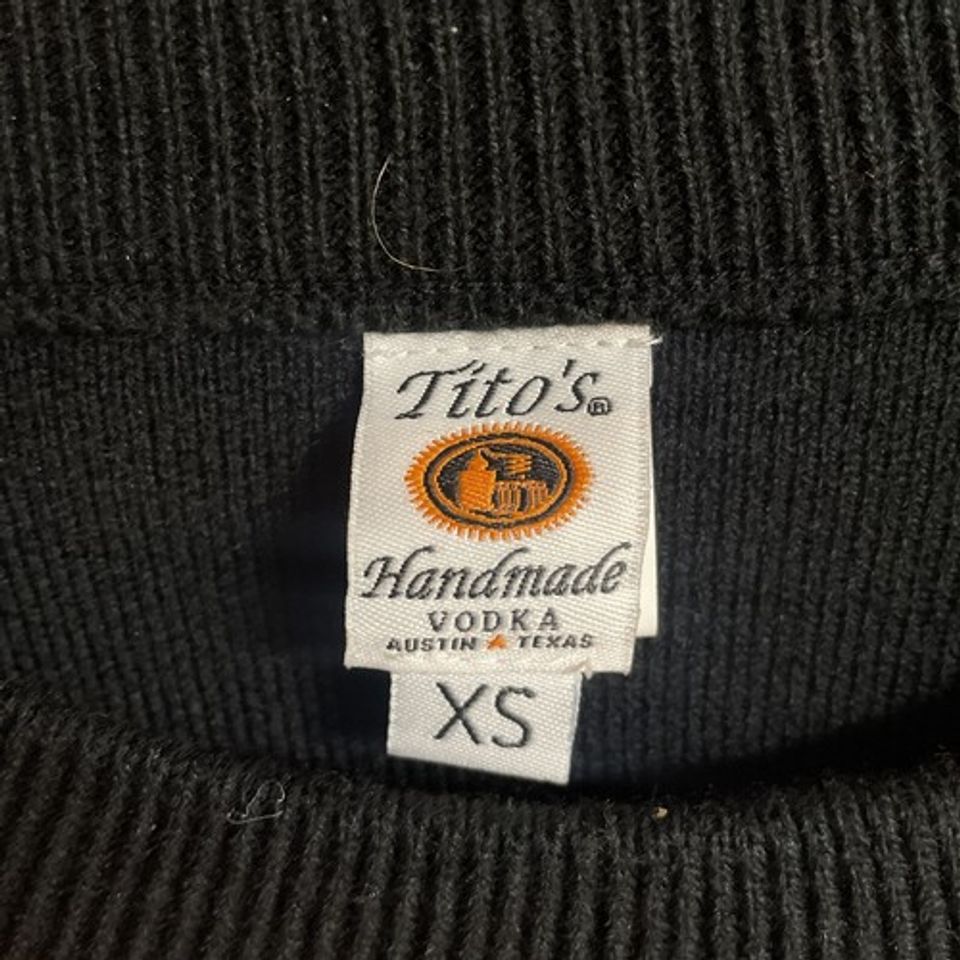 Tito's®
Handmade
VODKA
AUSTIN TEXAS
XS